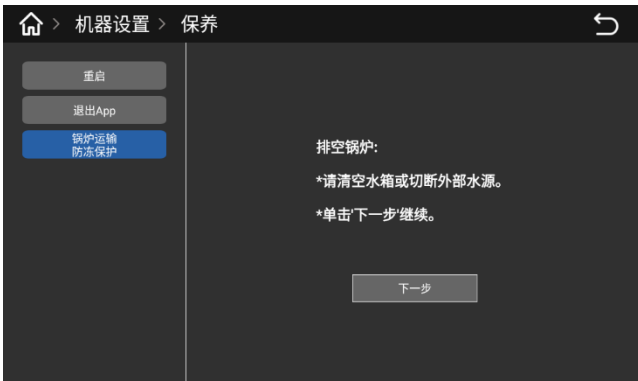 机器设置 > 保养
重启
退出App
锅炉运输
防冻保护
排空锅炉:
*请清空水箱或切断外部水源。
*单击'下一步'继续。
下一步